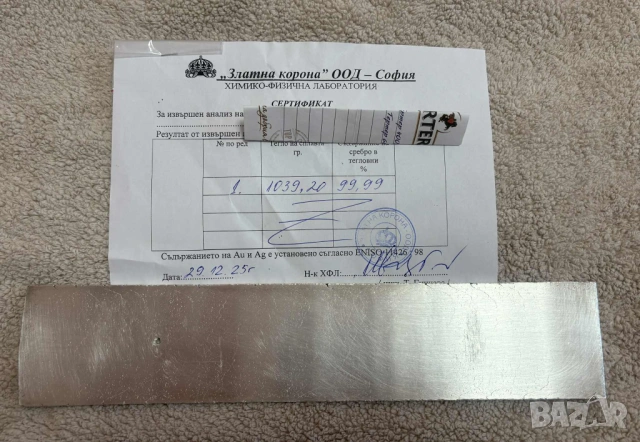 „Златна корона" ООД – София
ХИМИКО-ФИЗИЧНА ЛАБОРАТОРИЯ
СЕРТИФИКАТ
За извършен анализ на
Резултат от извършен
№ по ред
Тегло на сплавта гр.
сребро в тегловни %
1. 1039,20 99,99
Съдържанието на Au и Ag е установено съгласно EN ISO 11426 : 98
Дата: 29.12.25г Н-к ХФЛ:
RTER
BAZAR